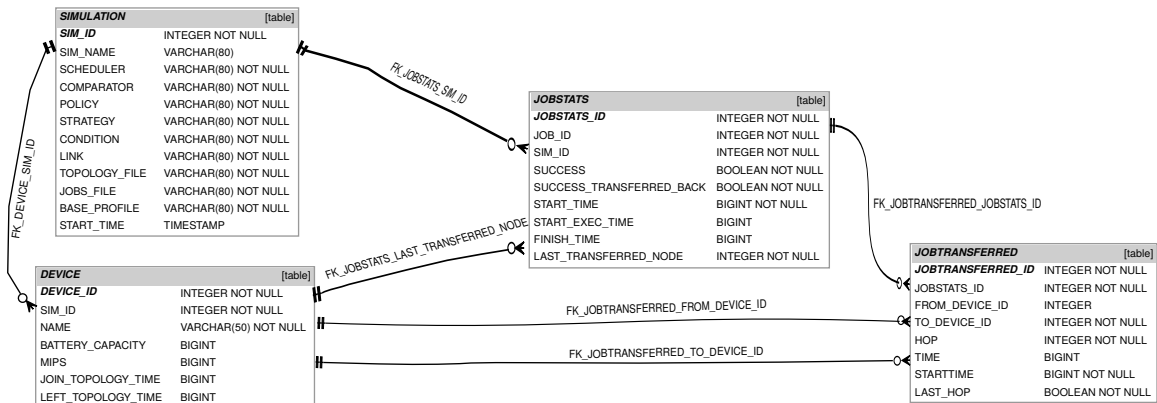 SIMULATION [table]
SIM_ID INTEGER NOT NULL
SIM_NAME VARCHAR(80)
SCHEDULER VARCHAR(80) NOT NULL
COMPARATOR VARCHAR(80) NOT NULL
POLICY VARCHAR(80) NOT NULL
STRATEGY VARCHAR(80) NOT NULL
CONDITION VARCHAR(80) NOT NULL
LINK VARCHAR(80) NOT NULL
TOPOLOGY_FILE VARCHAR(80) NOT NULL
JOBS_FILE VARCHAR(80) NOT NULL
BASE_PROFILE VARCHAR(80) NOT NULL
START_TIME TIMESTAMP
FK_DEVICE_SIM_ID
FK_JOBSTATS_SIM_ID
JOBSTATS [table]
JOBSTATS_ID INTEGER NOT NULL
JOB_ID INTEGER NOT NULL
SIM_ID INTEGER NOT NULL
SUCCESS BOOLEAN NOT NULL
SUCCESS_TRANSFERRED_BACK BOOLEAN NOT NULL
START_TIME BIGINT NOT NULL
START_EXEC_TIME BIGINT
FINISH_TIME BIGINT
LAST_TRANSFERRED_NODE INTEGER NOT NULL
FK_JOBSTATS_LAST_TRANSFERRED_NODE
FK_JOBTRANSFERRED_JOBSTATS_ID
DEVICE [table]
DEVICE_ID INTEGER NOT NULL
SIM_ID INTEGER NOT NULL
NAME VARCHAR(50) NOT NULL
BATTERY_CAPACITY BIGINT
MIPS BIGINT
JOIN_TOPOLOGY_TIME BIGINT
LEFT_TOPOLOGY_TIME BIGINT
FK_JOBTRANSFERRED_FROM_DEVICE_ID
FK_JOBTRANSFERRED_TO_DEVICE_ID
JOBTRANSFERRED [table]
JOBTRANSFERRED_ID INTEGER NOT NULL
JOBSTATS_ID INTEGER NOT NULL
FROM_DEVICE_ID INTEGER
TO_DEVICE_ID INTEGER NOT NULL
HOP INTEGER NOT NULL
TIME BIGINT
STARTTIME BIGINT NOT NULL
LAST_HOP BOOLEAN NOT NULL